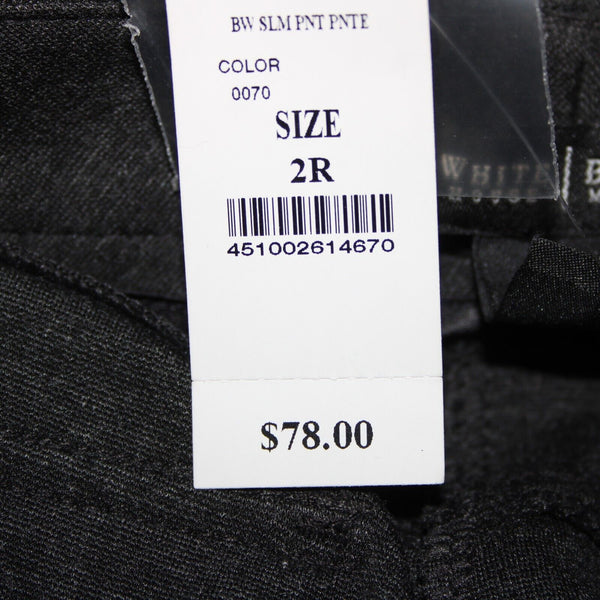 BW SLM PNT PNTE
COLOR
0070
SIZE
2R
451002614670
$78.00
WHITE